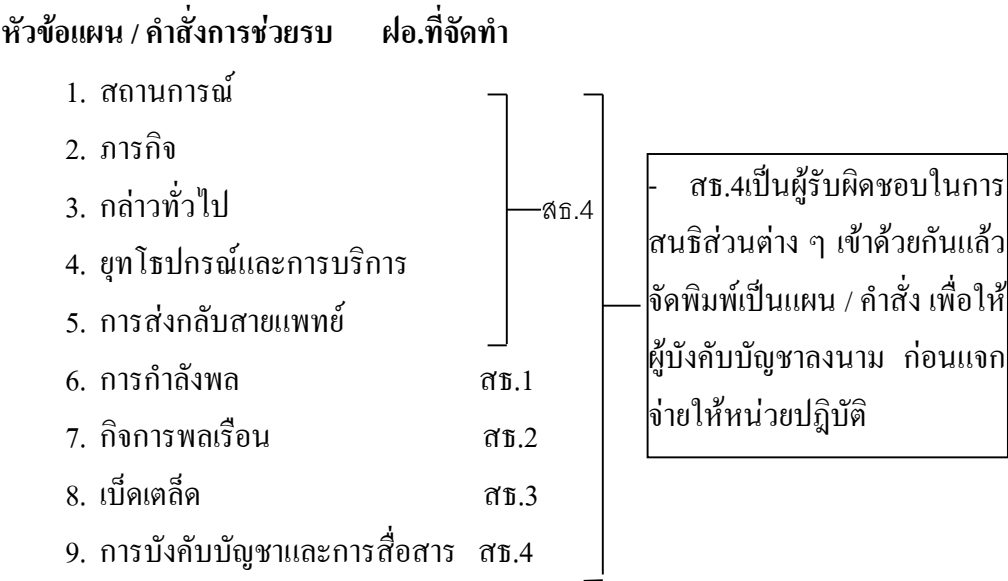 หัวข้อแผน / คำสั่งการช่วยรบ ฝอ.ที่จัดทำ
1. สถานการณ์
2. ภารกิจ
3. กล่าวทั่วไป
สธ.4
4. ยุทโธปกรณ์และการบริการ
5. การส่งกลับสายแพทย์
6. การกำลังพล สธ.1
7. กิจการพลเรือน สธ.2
8. เบ็ดเตล็ด สธ.3
9. การบังคับบัญชาและการสื่อสาร สธ.4
- สธ.4เป็นผู้รับผิดชอบในการ
สนธิส่วนต่าง ๆ เข้าด้วยกันแล้ว
จัดพิมพ์เป็นแผน / คำสั่ง เพื่อให้
ผู้บังคับบัญชาลงนาม ก่อนแจก
จ่ายให้หน่วยปฎิบัติ